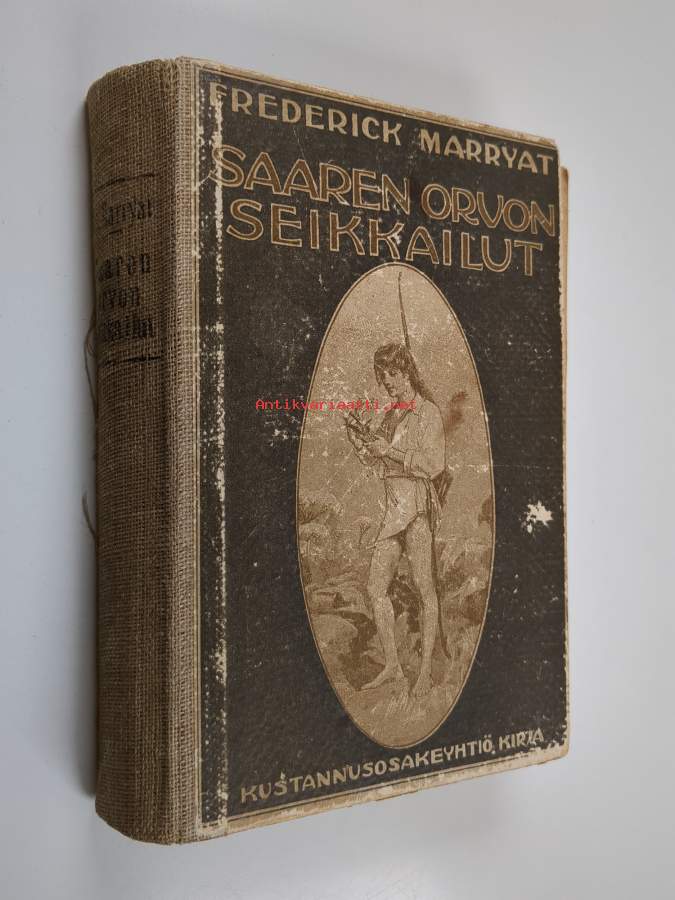 FREDERICK MARRYAT
SAAREN ORVON
SEIKKAILUT
Antikvariaatti.net
KUSTANNUSOSAKEYHTIÖ, KIRJA